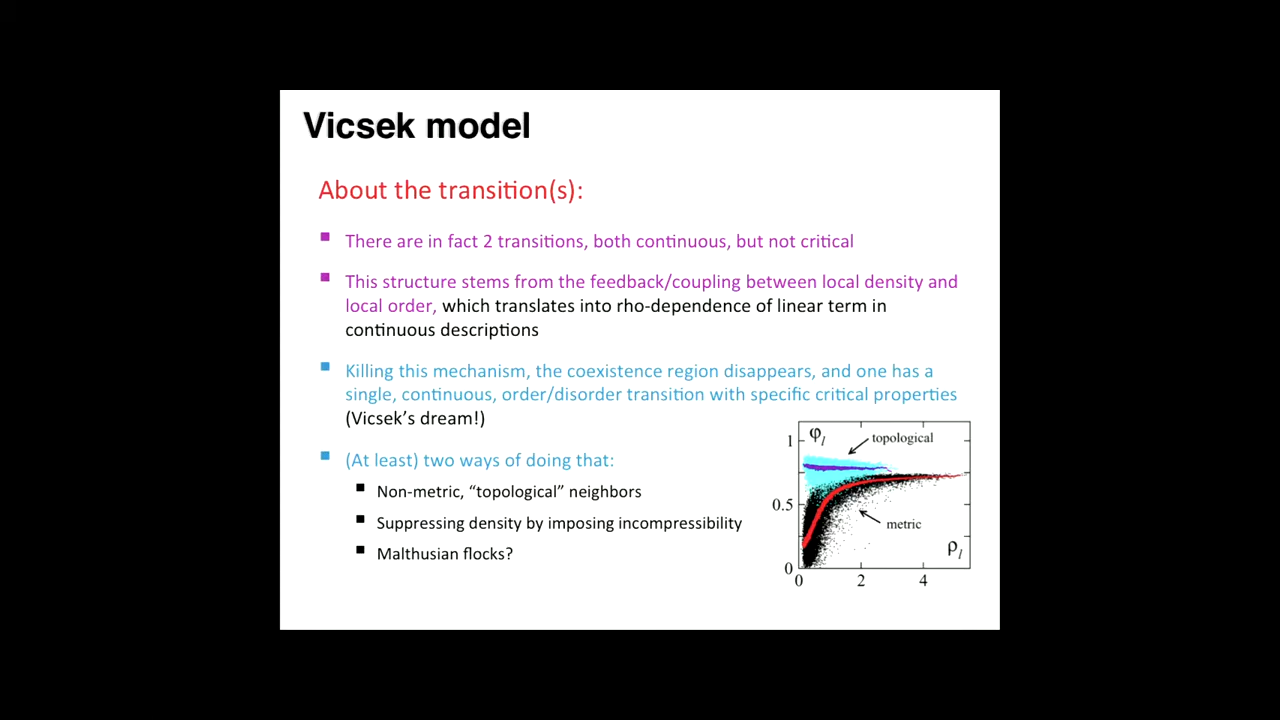 Vicsek model
About the transition(s):
There are in fact 2 transitions, both continuous, but not critical
This structure stems from the feedback/coupling between local density and
local order, which translates into rho-dependence of linear term in
continuous descriptions
Killing this mechanism, the coexistence region disappears, and one has a
single, continuous, order/disorder transition with specific critical properties
(Vicsek's dream!)
(At least) two ways of doing that:
Non-metric, “topological” neighbors
Suppressing density by imposing incompressibility
Malthusian flocks?
1
φl
topological
0.5
metric
ρl
0
0
2
4